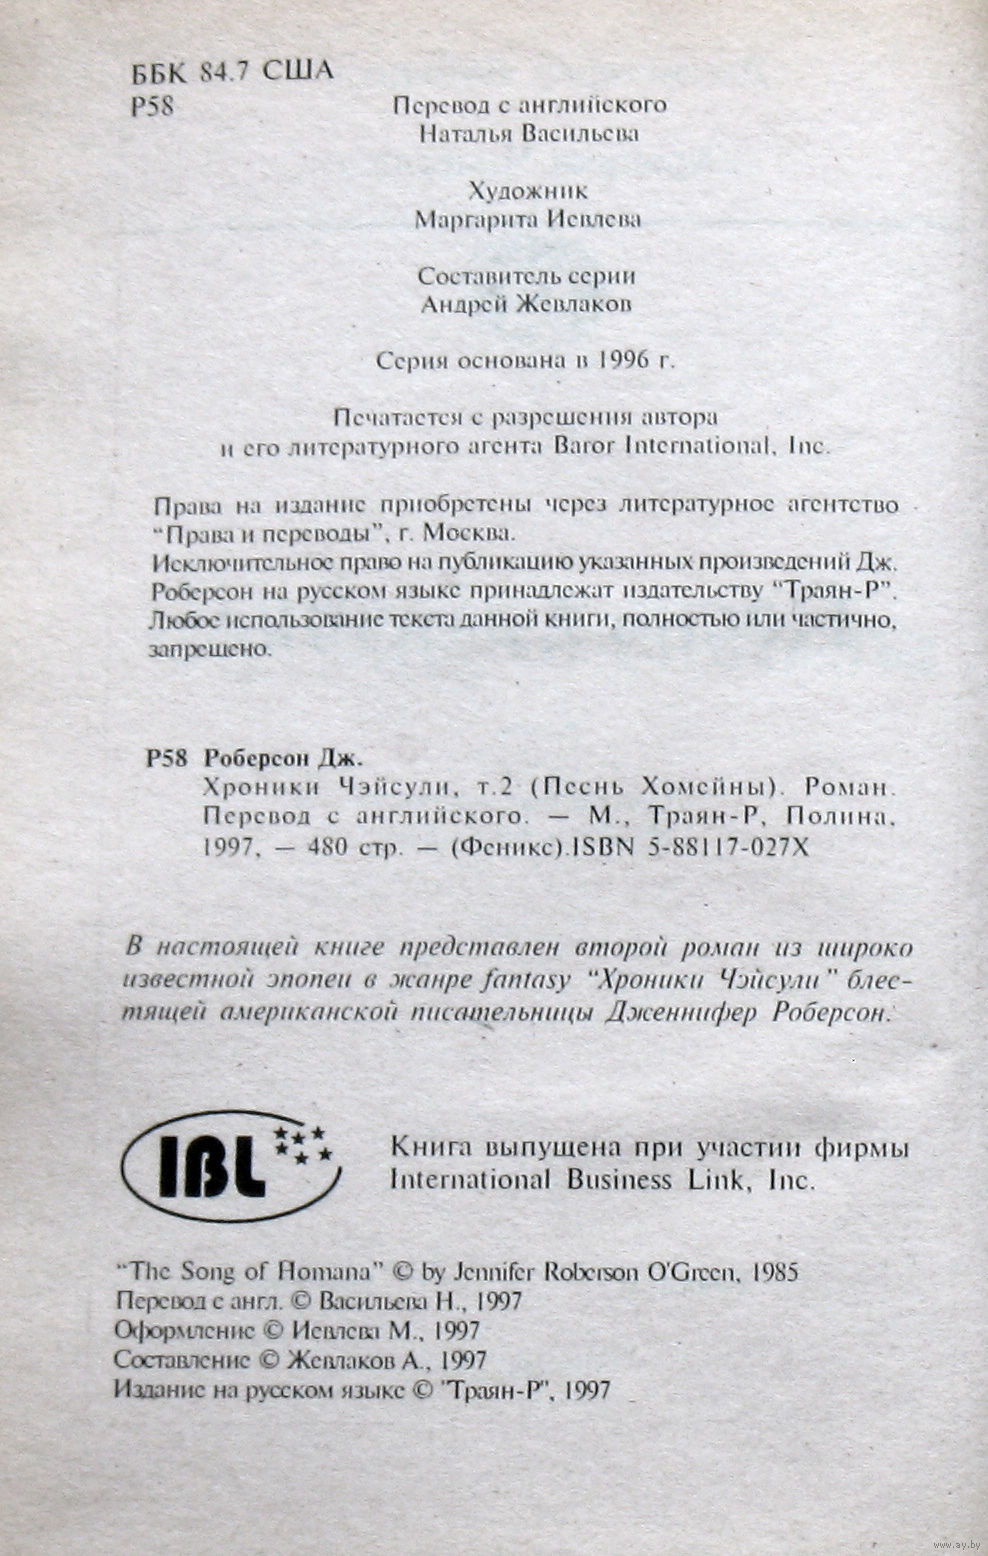 ББК 84.7 США
Р58
Перевод с английского
Наталья Васильева
Художник
Маргарита Иевлева
Составитель серии
Андрей Жевлаков
Серия основана в 1996 г.
Печатается с разрешения автора
и его литературного агента Baror International, Inc.
Права на издание приобретены через литературное агентство
“Права и переводы”, г. Москва.
Исключительное право на публикацию указанных произведений Дж.
Роберсон на русском языке принадлежат издательству “Траян-Р”.
Любое использование текста данной книги, полностью или частично,
запрещено.
Р58 Роберсон Дж.
Хроники Чэйсули, т.2 (Песнь Хомейны). Роман.
Перевод с английского. — М., Траян-Р, Полина,
1997, — 480 стр. — (Феникс).ISBN 5-88117-027X
В настоящей книге представлен второй роман из широко
известной эпопеи в жанре fantasy “Хроники Чэйсули” блес-
тящей американской писательницы Дженнифер Роберсон.
IBL
Книга выпущена при участии фирмы
International Business Link, Inc.
“The Song of Homana” © by Jennifer Roberson O'Green, 1985
Перевод с англ. © Васильева Н., 1997
Оформление © Иевлева М., 1997
Составление © Жевлаков А., 1997
Издание на русском языке © "Траян-Р", 1997
www.ay.by